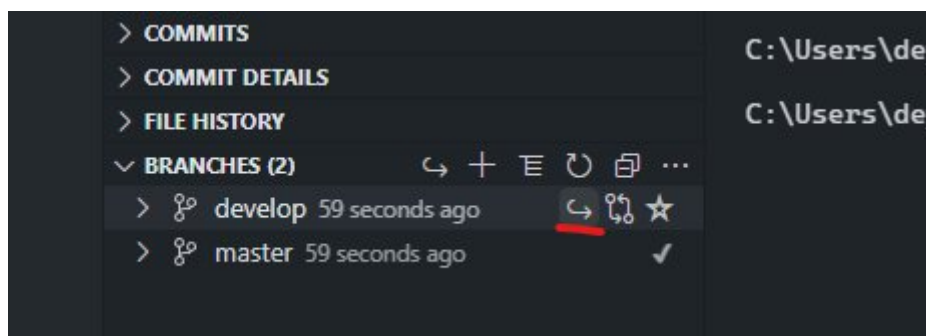 COMMITS
COMMIT DETAILS
FILE HISTORY
BRANCHES (2)
develop 59 seconds ago
master 59 seconds ago
C:\Users\de
C:\Users\de